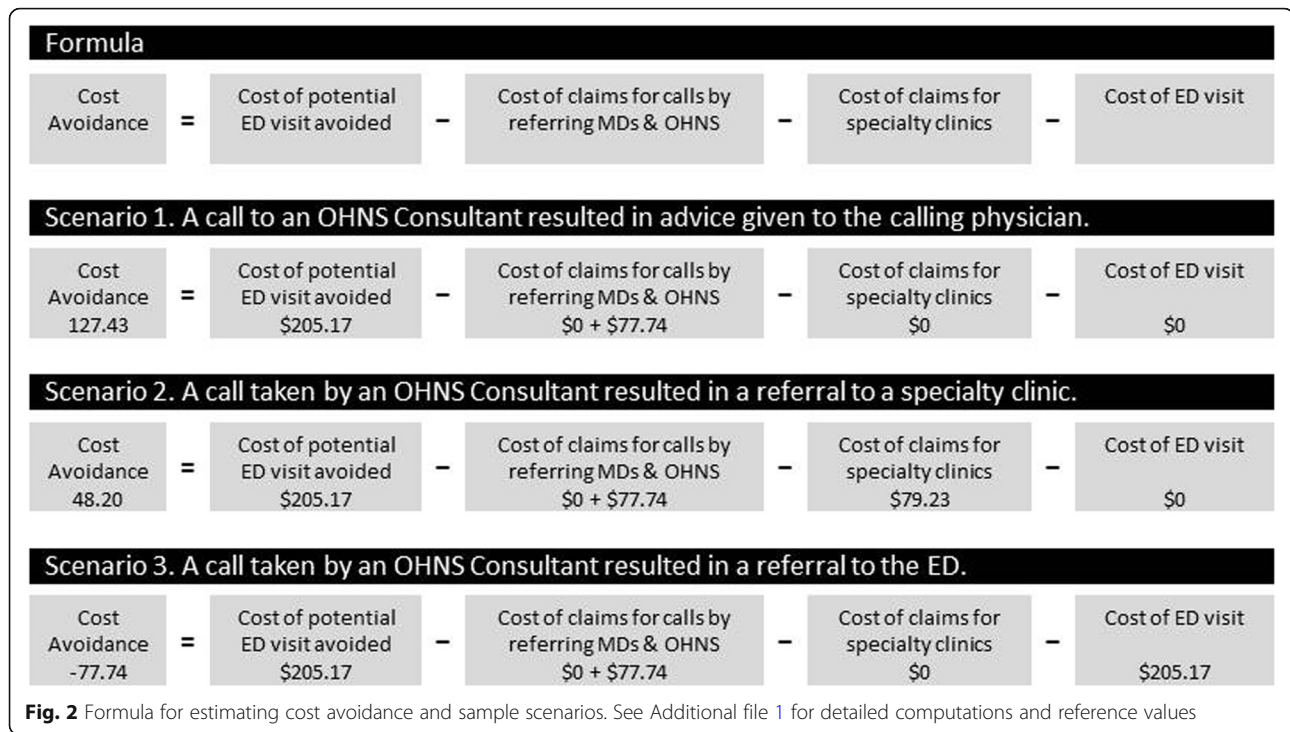 Formula
Cost Cost of potential Cost of claims for calls by Cost of claims for Cost of ED visit
Avoidance = ED visit avoided – referring MDs & OHNS – specialty clinics –
Scenario 1. A call to an OHNS Consultant resulted in advice given to the calling physician.
Cost Cost of potential Cost of claims for calls by Cost of claims for Cost of ED visit
Avoidance = ED visit avoided – referring MDs & OHNS – specialty clinics –
127.43 $205.17 $0 + $77.74 $0 $0
Scenario 2. A call taken by an OHNS Consultant resulted in a referral to a specialty clinic.
Cost Cost of potential Cost of claims for calls by Cost of claims for Cost of ED visit
Avoidance = ED visit avoided – referring MDs & OHNS – specialty clinics –
48.20 $205.17 $0 + $77.74 $79.23 $0
Scenario 3. A call taken by an OHNS Consultant resulted in a referral to the ED.
Cost Cost of potential Cost of claims for calls by Cost of claims for Cost of ED visit
Avoidance = ED visit avoided – referring MDs & OHNS – specialty clinics –
-77.74 $205.17 $0 + $77.74 $0 $205.17
Fig. 2 Formula for estimating cost avoidance and sample scenarios. See Additional file 1 for detailed computations and reference values